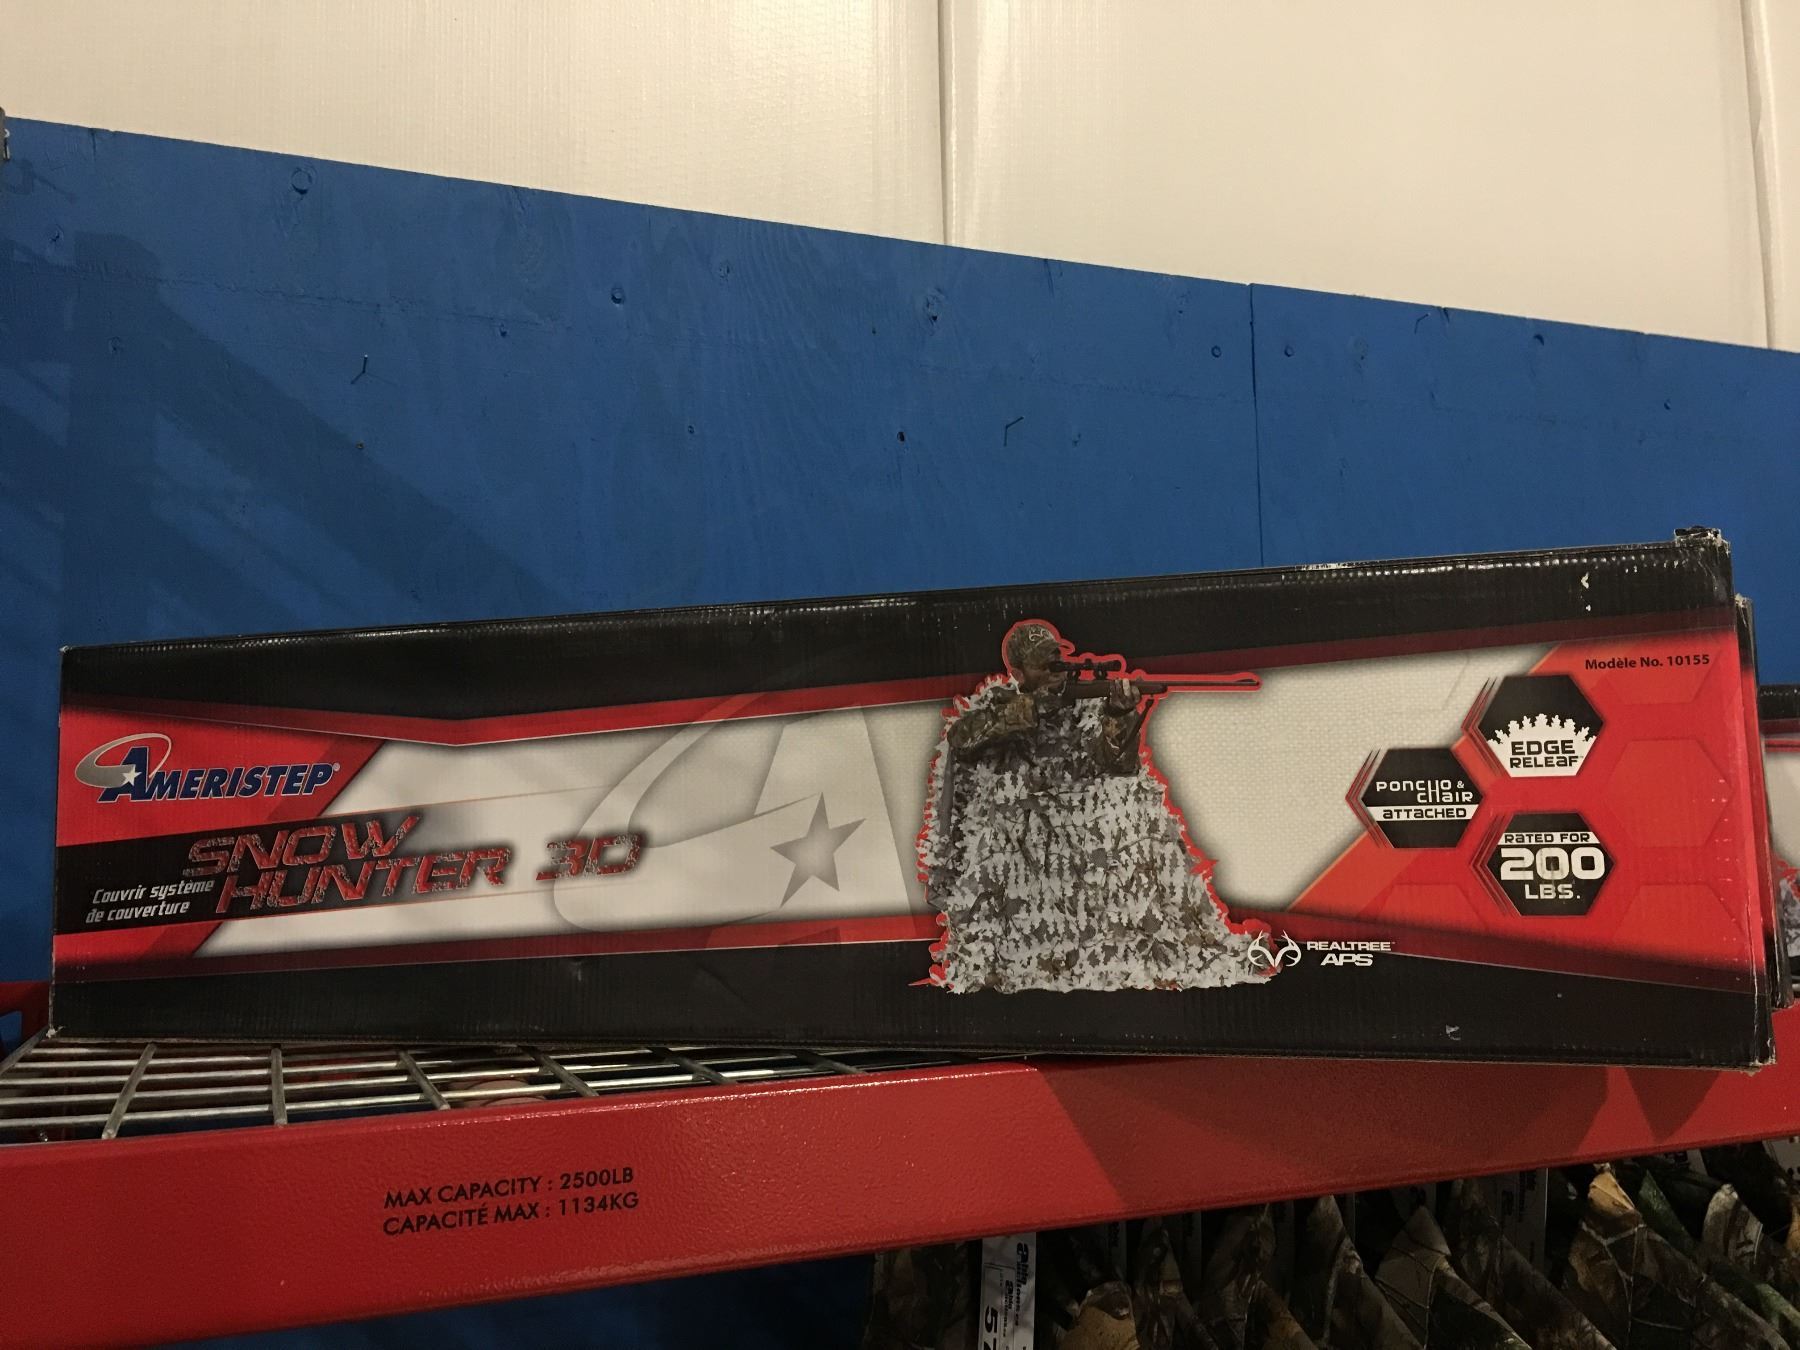 Modèle No. 10155
AMERISTEP®
SNOW
HUNTER 3D
Couvrir système
de couverture
EDGE
RELEAF
PONCHO &
CHAIR
ATTACHED
RATED FOR
200
LBS.
REALTREE
APS
MAX CAPACITY : 2500LB
CAPACITÉ MAX : 1134KG